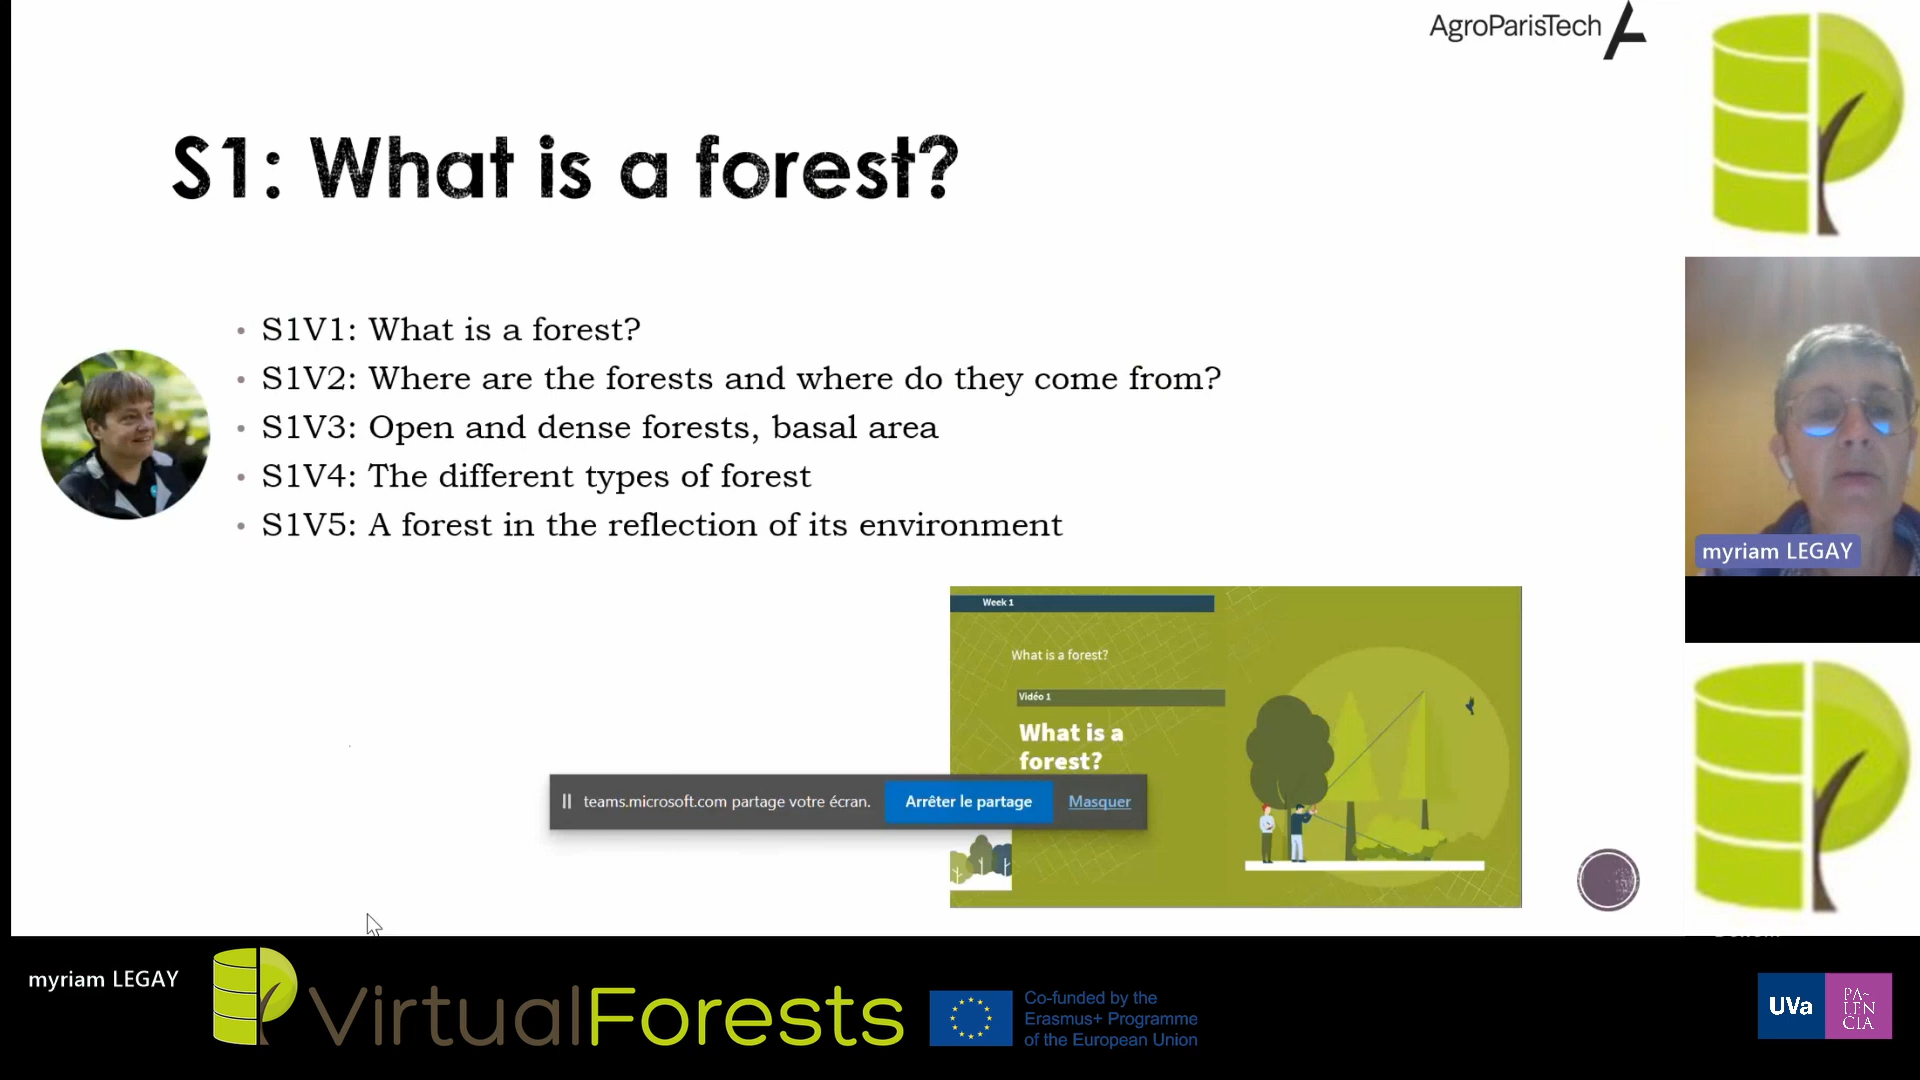 AgroParisTech
S1: What is a forest?
• S1V1: What is a forest?
• S1V2: Where are the forests and where do they come from?
• S1V3: Open and dense forests, basal area
• S1V4: The different types of forest
• S1V5: A forest in the reflection of its environment
myriam LEGAY
Week 1
What is a forest?
Vidéo 1
What is a
forest?
teams.microsoft.com partage votre écran.
Arrêter le partage
Masquer
myriam LEGAY
VirtualForests
Co-funded by the
Erasmus+ Programme
of the European Union
UVa
PA-
LEN
CIA